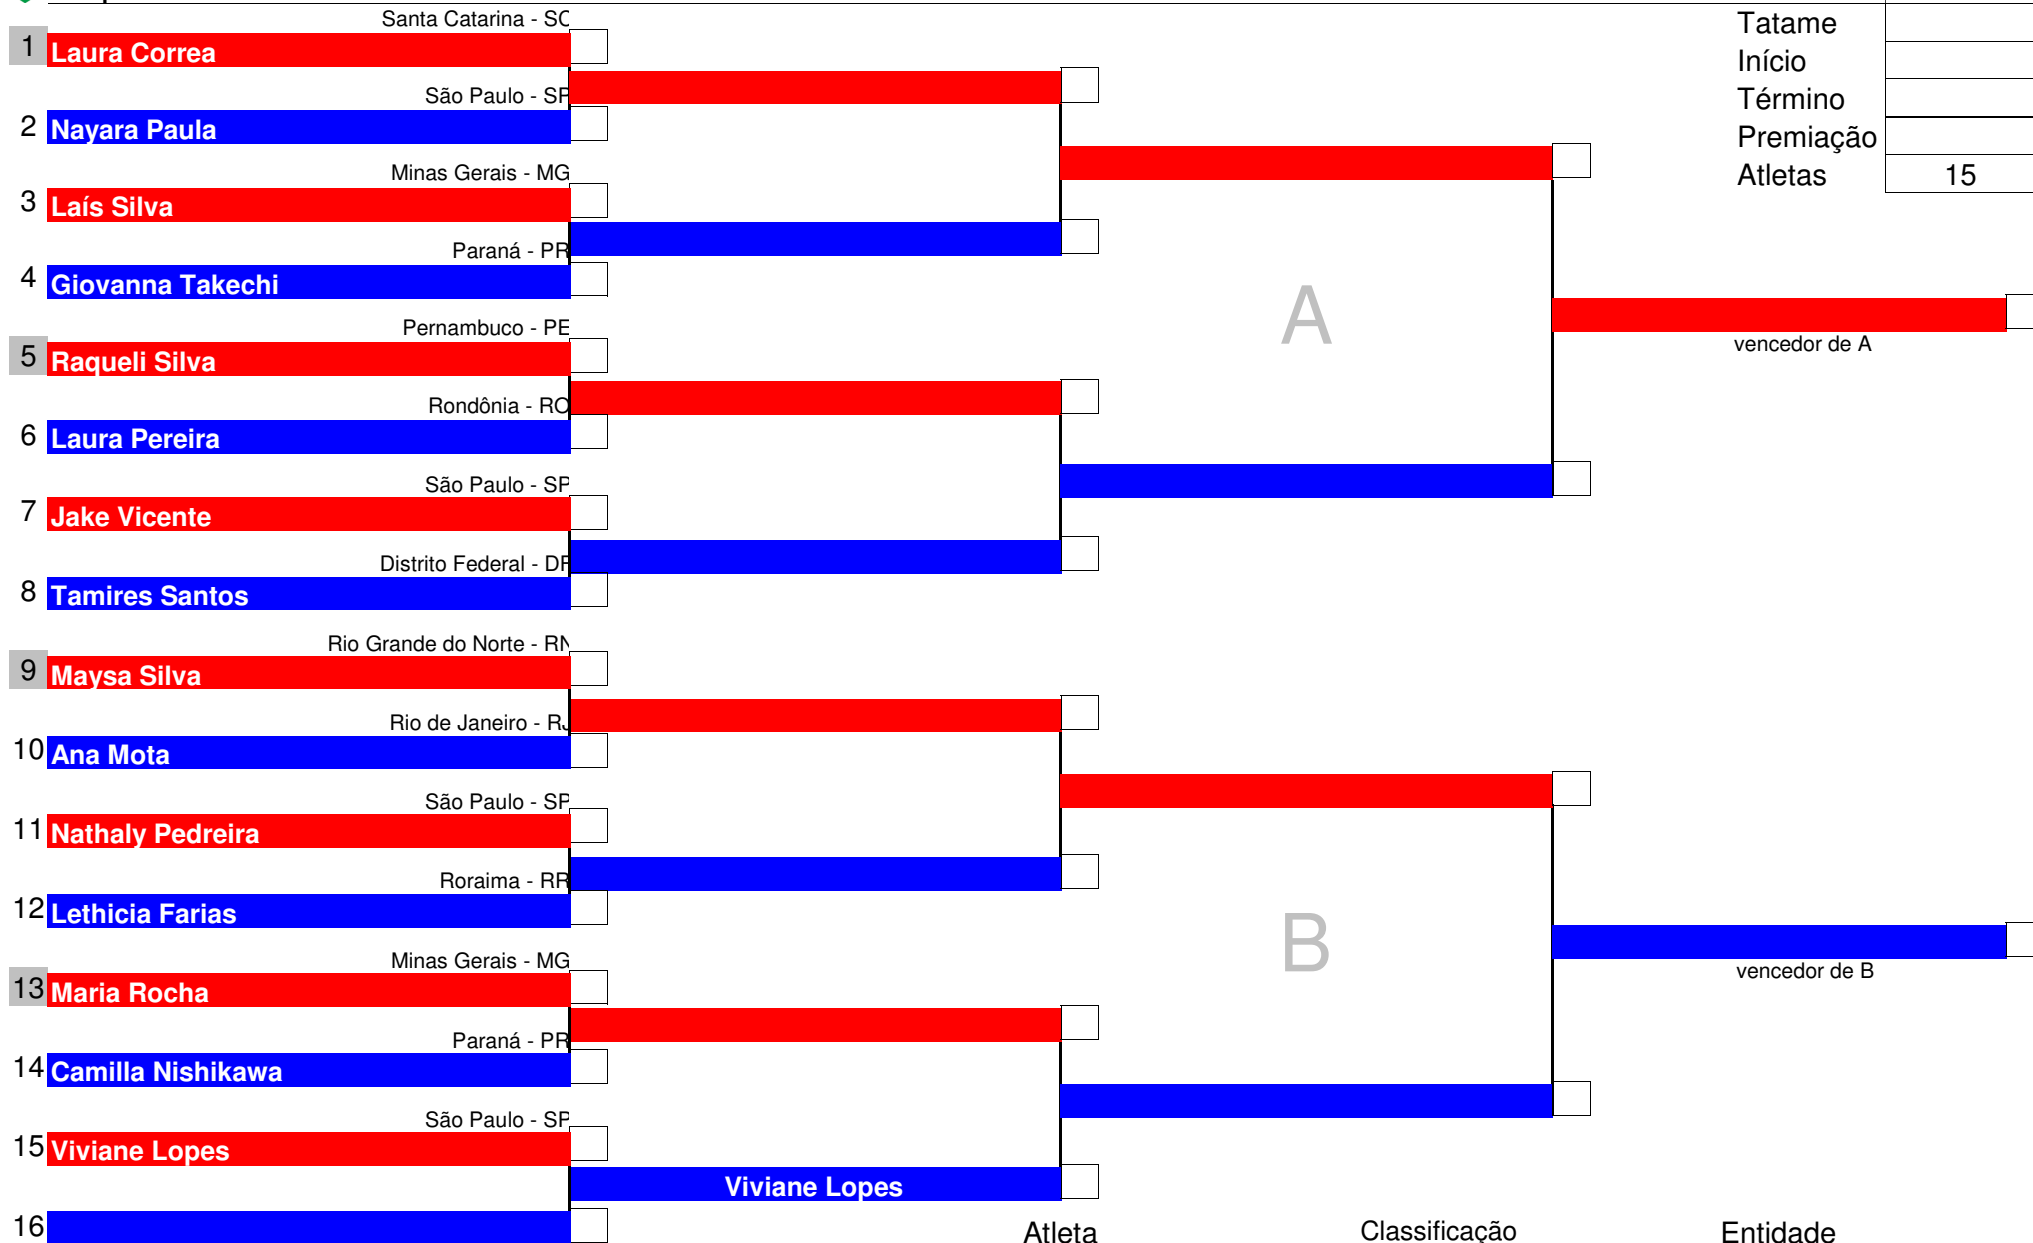 Santa Catarina - SC
1 Laura Correa
São Paulo - SP
2 Nayara Paula
Minas Gerais - MG
3 Laís Silva
Paraná - PR
4 Giovanna Takechi
Pernambuco - PE
5 Raqueli Silva
Rondônia - RO
6 Laura Pereira
São Paulo - SP
7 Jake Vicente
Distrito Federal - DF
8 Tamires Santos
Rio Grande do Norte - RN
9 Maysa Silva
Rio de Janeiro - RJ
10 Ana Mota
São Paulo - SP
11 Nathaly Pedreira
Roraima - RR
12 Lethicia Farias
Minas Gerais - MG
13 Maria Rocha
Paraná - PR
14 Camilla Nishikawa
São Paulo - SP
15 Viviane Lopes
16
Viviane Lopes
A
B
vencedor de A
vencedor de B
Tatame
Início
Término
Premiação
Atletas 15
Atleta Classificação Entidade